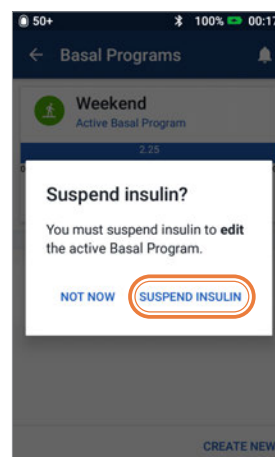 50+ 100% 00:17
Basal Programs
Weekend
Active Basal Program
2.25
Suspend insulin?
You must suspend insulin to edit
the active Basal Program.
NOT NOW SUSPEND INSULIN
CREATE NEW